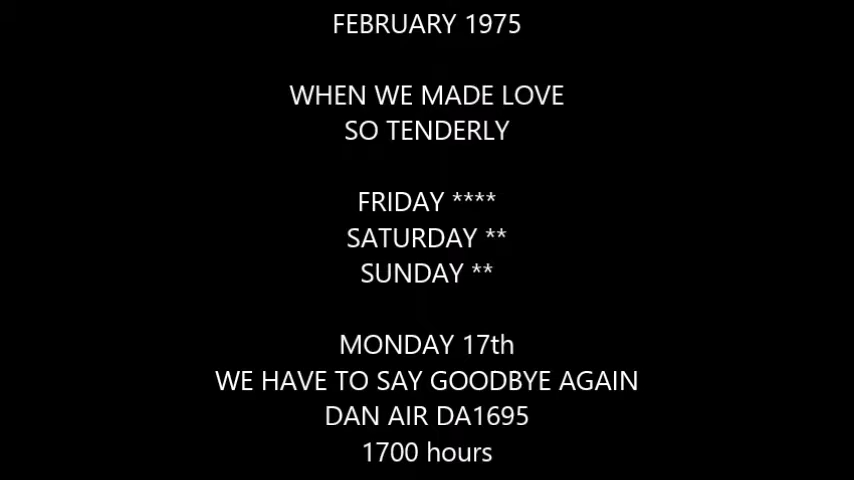 FEBRUARY 1975
WHEN WE MADE LOVE
SO TENDERLY
FRIDAY ****
SATURDAY **
SUNDAY **
MONDAY 17th
WE HAVE TO SAY GOODBYE AGAIN
DAN AIR DA1695
1700 hours